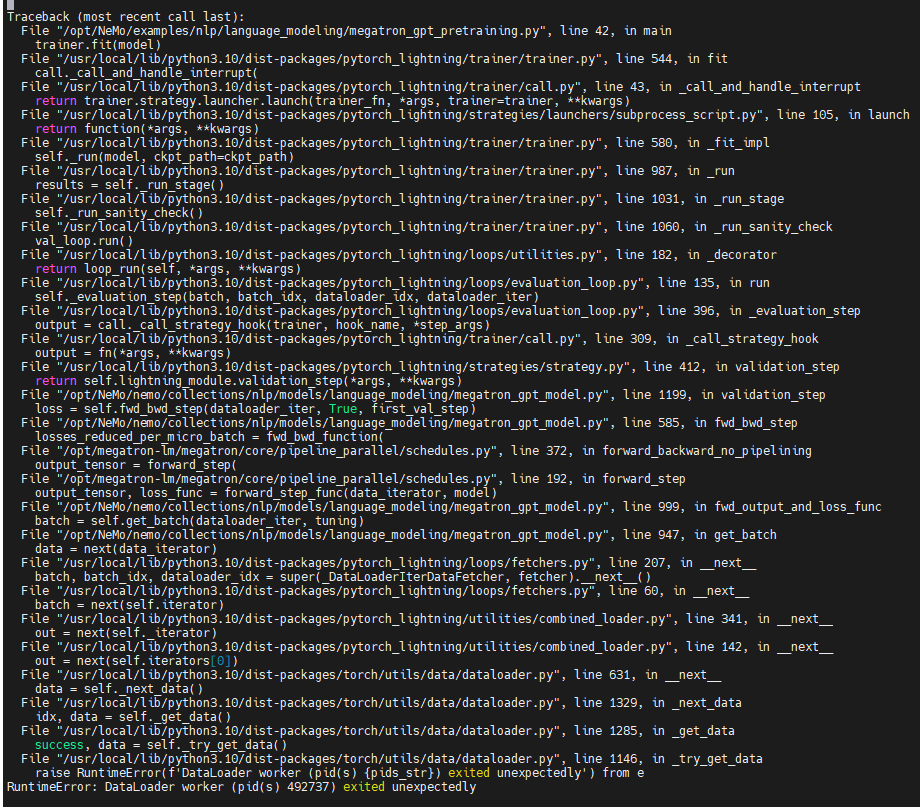 Traceback (most recent call last):
  File "/opt/NeMo/examples/nlp/language_modeling/megatron_gpt_pretraining.py", line 42, in main
    trainer.fit(model)
  File "/usr/local/lib/python3.10/dist-packages/pytorch_lightning/trainer/trainer.py", line 544, in fit
    call._call_and_handle_interrupt(
  File "/usr/local/lib/python3.10/dist-packages/pytorch_lightning/trainer/call.py", line 43, in _call_and_handle_interrupt
    return trainer.strategy.launcher.launch(trainer_fn, *args, trainer=trainer, **kwargs)
  File "/usr/local/lib/python3.10/dist-packages/pytorch_lightning/strategies/launchers/subprocess_script.py", line 105, in launch
    return function(*args, **kwargs)
  File "/usr/local/lib/python3.10/dist-packages/pytorch_lightning/trainer/trainer.py", line 580, in _fit_impl
    self._run(model, ckpt_path=ckpt_path)
  File "/usr/local/lib/python3.10/dist-packages/pytorch_lightning/trainer/trainer.py", line 987, in _run
    results = self._run_stage()
  File "/usr/local/lib/python3.10/dist-packages/pytorch_lightning/trainer/trainer.py", line 1031, in _run_stage
    self._run_sanity_check()
  File "/usr/local/lib/python3.10/dist-packages/pytorch_lightning/trainer/trainer.py", line 1060, in _run_sanity_check
    val_loop.run()
  File "/usr/local/lib/python3.10/dist-packages/pytorch_lightning/loops/utilities.py", line 182, in _decorator
    return loop_run(self, *args, **kwargs)
  File "/usr/local/lib/python3.10/dist-packages/pytorch_lightning/loops/evaluation_loop.py", line 135, in run
    self._evaluation_step(batch, batch_idx, dataloader_idx, dataloader_iter)
  File "/usr/local/lib/python3.10/dist-packages/pytorch_lightning/loops/evaluation_loop.py", line 396, in _evaluation_step
    output = call._call_strategy_hook(trainer, hook_name, *step_args)
  File "/usr/local/lib/python3.10/dist-packages/pytorch_lightning/trainer/call.py", line 309, in _call_strategy_hook
    output = fn(*args, **kwargs)
  File "/usr/local/lib/python3.10/dist-packages/pytorch_lightning/strategies/strategy.py", line 412, in validation_step
    return self.lightning_module.validation_step(*args, **kwargs)
  File "/opt/NeMo/nemo/collections/nlp/models/language_modeling/megatron_gpt_model.py", line 1199, in validation_step
    loss = self.fwd_bwd_step(dataloader_iter, True, first_val_step)
  File "/opt/NeMo/nemo/collections/nlp/models/language_modeling/megatron_gpt_model.py", line 585, in fwd_bwd_step
    losses_reduced_per_micro_batch = fwd_bwd_function(
  File "/opt/megatron-lm/megatron/core/pipeline_parallel/schedules.py", line 372, in forward_backward_no_pipelining
    output_tensor = forward_step(
  File "/opt/megatron-lm/megatron/core/pipeline_parallel/schedules.py", line 192, in forward_step
    output_tensor, loss_func = forward_step_func(data_iterator, model)
  File "/opt/NeMo/nemo/collections/nlp/models/language_modeling/megatron_gpt_model.py", line 999, in fwd_output_and_loss_func
    batch = self.get_batch(dataloader_iter, tuning)
  File "/opt/NeMo/nemo/collections/nlp/models/language_modeling/megatron_gpt_model.py", line 947, in get_batch
    data = next(data_iterator)
  File "/usr/local/lib/python3.10/dist-packages/pytorch_lightning/loops/fetchers.py", line 207, in __next__
    batch, batch_idx, dataloader_idx = super(_DataLoaderIterDataFetcher, fetcher).__next__()
  File "/usr/local/lib/python3.10/dist-packages/pytorch_lightning/loops/fetchers.py", line 60, in __next__
    batch = next(self.iterator)
  File "/usr/local/lib/python3.10/dist-packages/pytorch_lightning/utilities/combined_loader.py", line 341, in __next__
    out = next(self._iterator)
  File "/usr/local/lib/python3.10/dist-packages/pytorch_lightning/utilities/combined_loader.py", line 142, in __next__
    out = next(self.iterators[0])
  File "/usr/local/lib/python3.10/dist-packages/torch/utils/data/dataloader.py", line 631, in __next__
    data = self._next_data()
  File "/usr/local/lib/python3.10/dist-packages/torch/utils/data/dataloader.py", line 1329, in _next_data
    idx, data = self._get_data()
  File "/usr/local/lib/python3.10/dist-packages/torch/utils/data/dataloader.py", line 1285, in _get_data
    success, data = self._try_get_data()
  File "/usr/local/lib/python3.10/dist-packages/torch/utils/data/dataloader.py", line 1146, in _try_get_data
    raise RuntimeError(f'DataLoader worker (pid(s) {pids_str}) exited unexpectedly') from e
RuntimeError: DataLoader worker (pid(s) 492737) exited unexpectedly